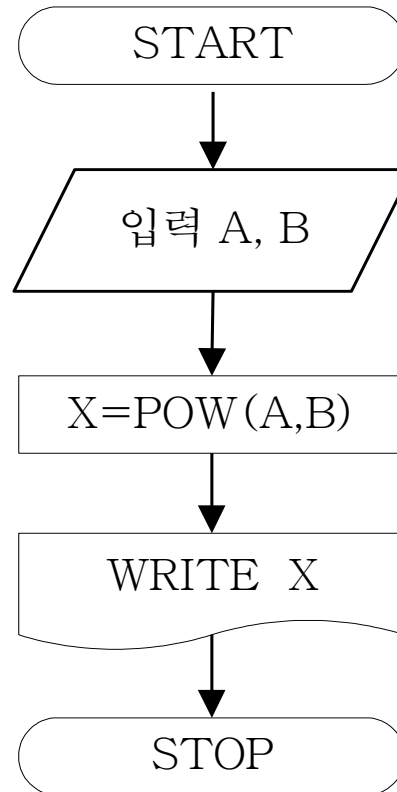 START
입력 A, B
X=POW(A,B)
WRITE X
STOP